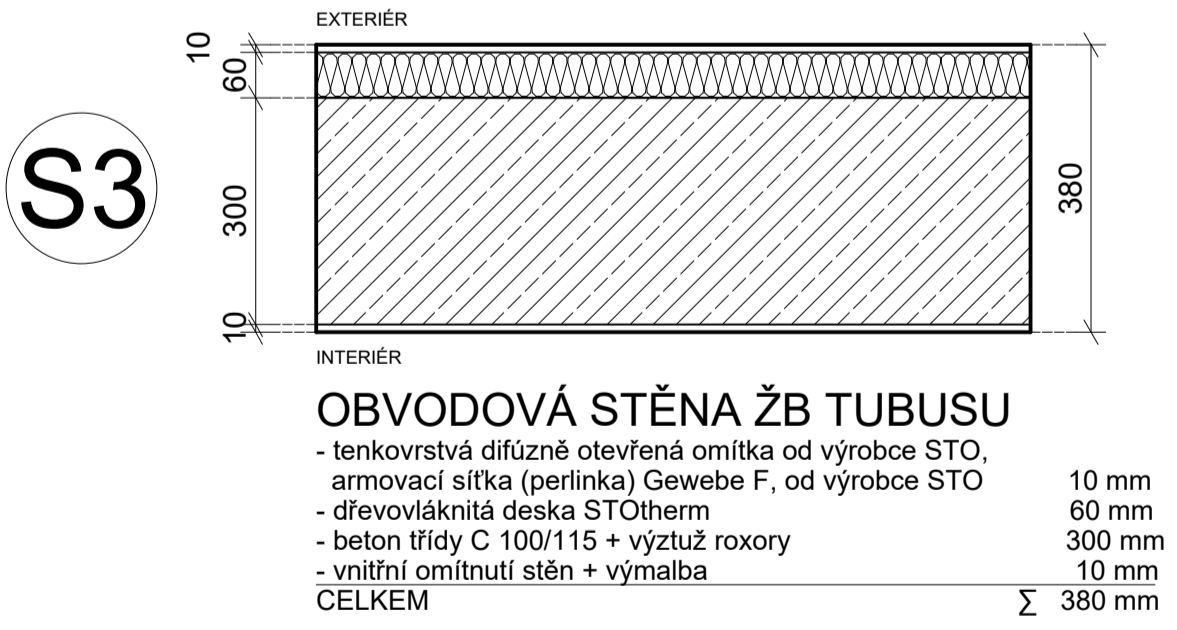 EXTERIÉR
10
60
300
10
380
S3
INTERIÉR
OBVODOVÁ STĚNA ŽB TUBUSU
- tenkovrstvá difúzně otevřená omítka od výrobce STO,
armovací síťka (perlinka) Gewebe F, od výrobce STO 10 mm
- dřevovláknitá deska STOtherm 60 mm
- beton třídy C 100/115 + výztuž roxory 300 mm
- vnitřní omítnutí stěn + výmalba 10 mm
CELKEM ∑ 380 mm